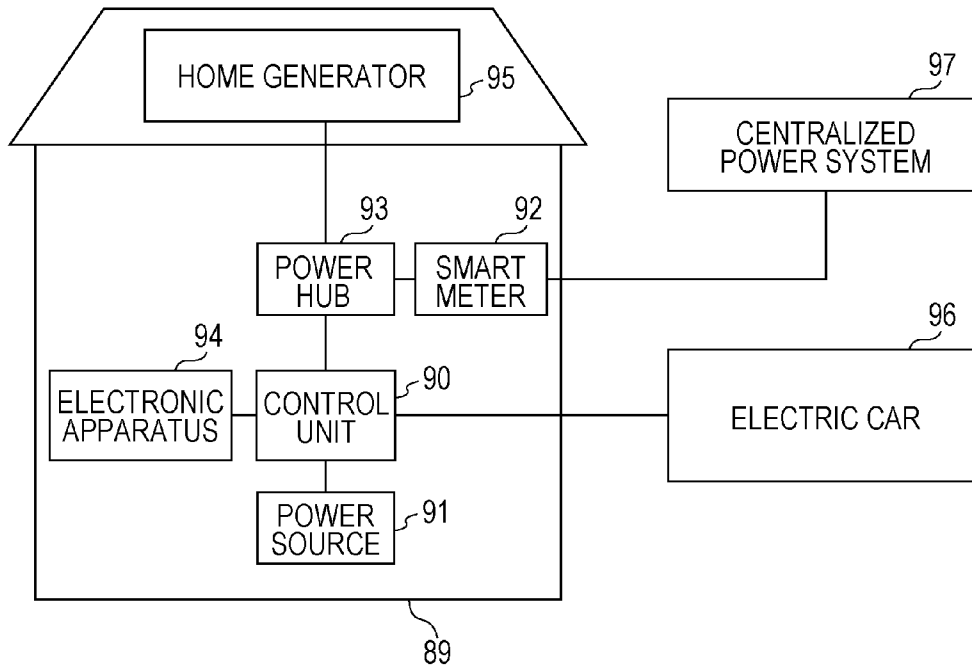 HOME GENERATOR
95
97
CENTRALIZED
POWER SYSTEM
93
92
POWER
HUB
SMART
METER
94
90
96
ELECTRONIC
APPARATUS
CONTROL
UNIT
ELECTRIC CAR
POWER
SOURCE
91
89